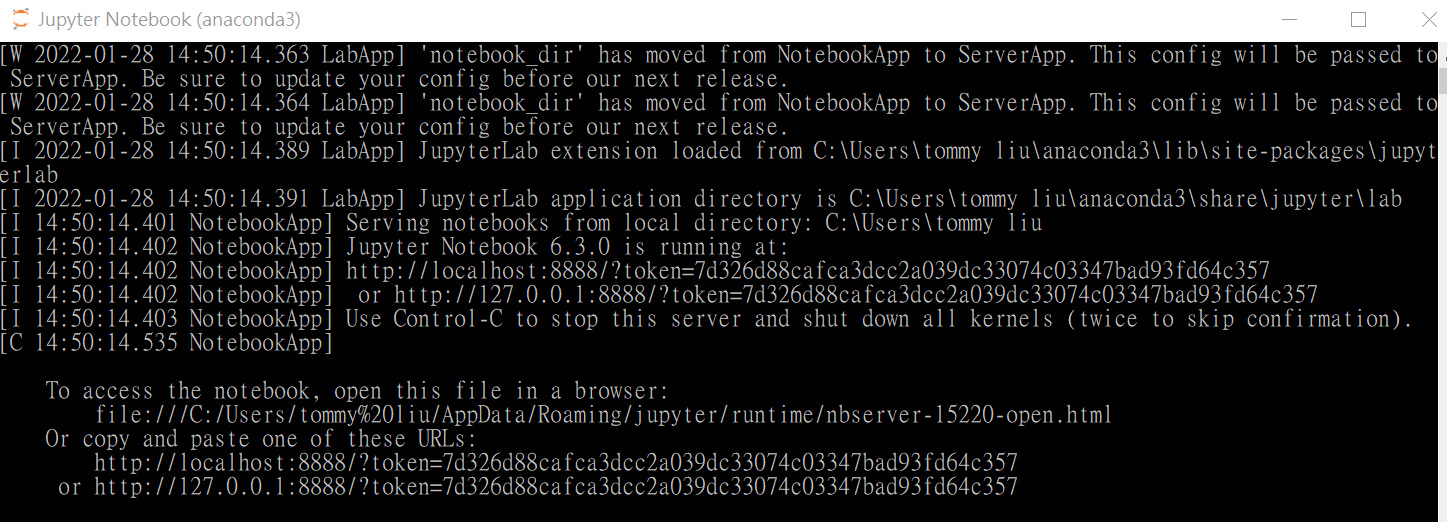 Jupyter Notebook (anaconda3)
[W 2022-01-28 14:50:14.363 LabApp] 'notebook_dir' has moved from NotebookApp to ServerApp. This config will be passed to
ServerApp. Be sure to update your config before our next release.
[W 2022-01-28 14:50:14.364 LabApp] 'notebook_dir' has moved from NotebookApp to ServerApp. This config will be passed to
ServerApp. Be sure to update your config before our next release.
[I 2022-01-28 14:50:14.389 LabApp] JupyterLab extension loaded from C:\Users\tommy liu\anaconda3\lib\site-packages\jupyt
erlab
[I 2022-01-28 14:50:14.391 LabApp] JupyterLab application directory is C:\Users\tommy liu\anaconda3\share\jupyter\lab
[I 14:50:14.401 NotebookApp] Serving notebooks from local directory: C:\Users\tommy liu
[I 14:50:14.402 NotebookApp] Jupyter Notebook 6.3.0 is running at:
[I 14:50:14.402 NotebookApp] http://localhost:8888/?token=7d326d88cafca3dcc2a039dc33074c03347bad93fd64c357
[I 14:50:14.402 NotebookApp]  or http://127.0.0.1:8888/?token=7d326d88cafca3dcc2a039dc33074c03347bad93fd64c357
[I 14:50:14.403 NotebookApp] Use Control-C to stop this server and shut down all kernels (twice to skip confirmation).
[C 14:50:14.535 NotebookApp]
To access the notebook, open this file in a browser:
file:///C:/Users/tommy%20liu/AppData/Roaming/jupyter/runtime/nbserver-15220-open.html
Or copy and paste one of these URLs:
http://localhost:8888/?token=7d326d88cafca3dcc2a039dc33074c03347bad93fd64c357
or http://127.0.0.1:8888/?token=7d326d88cafca3dcc2a039dc33074c03347bad93fd64c357